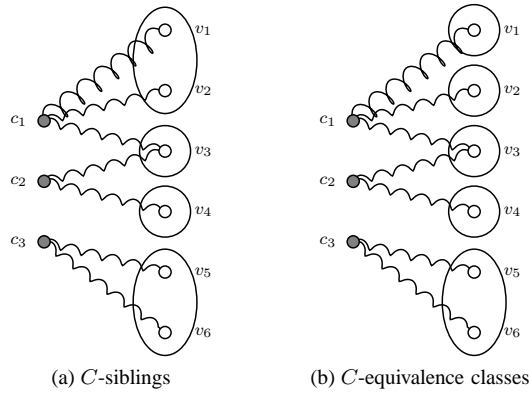 v1
v2
c1
v3
c2
v4
c3
v5
v6
(a) C-siblings
v1
v2
c1
v3
c2
v4
c3
v5
v6
(b) C-equivalence classes